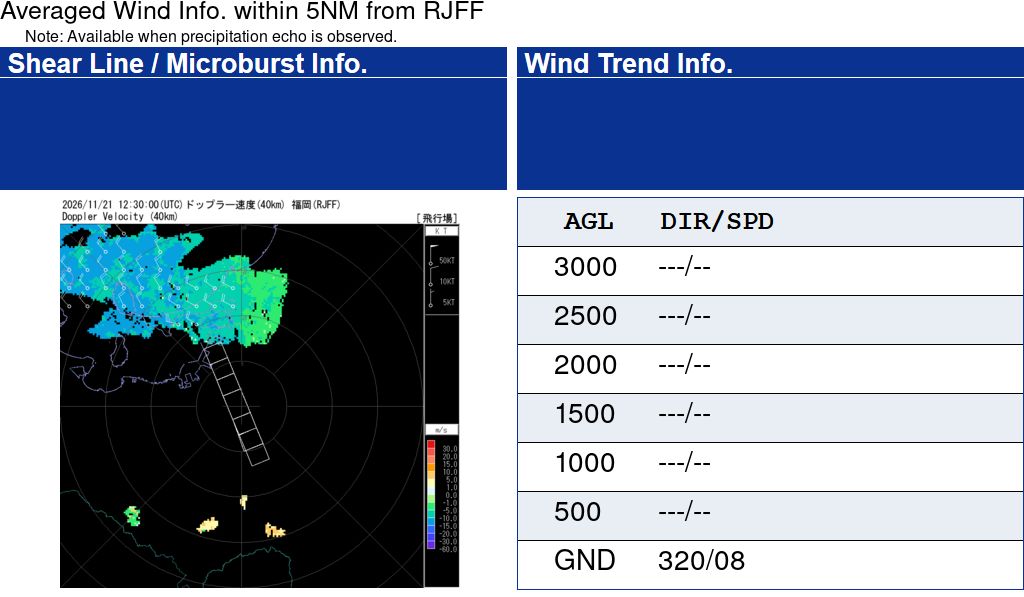 Averaged Wind Info. within 5NM from RJFF
Note: Available when precipitation echo is observed.
Shear Line / Microburst Info.
Wind Trend Info.
2026/11/21 12:30:00(UTC) ドップラー速度(40km) 福岡(RJFF)
Doppler Velocity (40km)
[飛行場]
K T
50KT
10KT
5KT
m/s
30.0
20.0
15.0
10.0
5.0
1.0
0.0
-1.0
-5.0
-10.0
-15.0
-20.0
-30.0
-60.0
AGL DIR/SPD
3000 ---/--
2500 ---/--
2000 ---/--
1500 ---/--
1000 ---/--
500 ---/--
GND 320/08